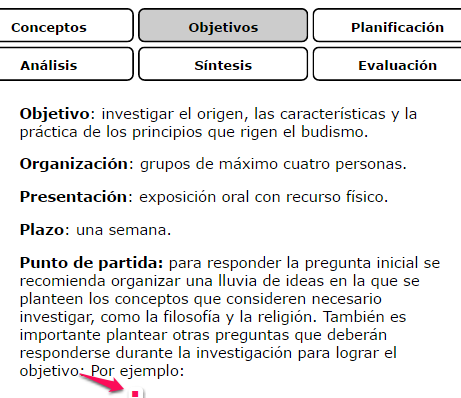 Conceptos Objetivos Planificación
Análisis Síntesis Evaluación
Objetivo: investigar el origen, las características y la
práctica de los principios que rigen el budismo.
Organización: grupos de máximo cuatro personas.
Presentación: exposición oral con recurso físico.
Plazo: una semana.
Punto de partida: para responder la pregunta inicial se
recomienda organizar una lluvia de ideas en la que se
planteen los conceptos que consideren necesario
investigar, como la filosofía y la religión. También es
importante plantear otras preguntas que deberán
responderse durante la investigación para lograr el
objetivo: Por ejemplo: